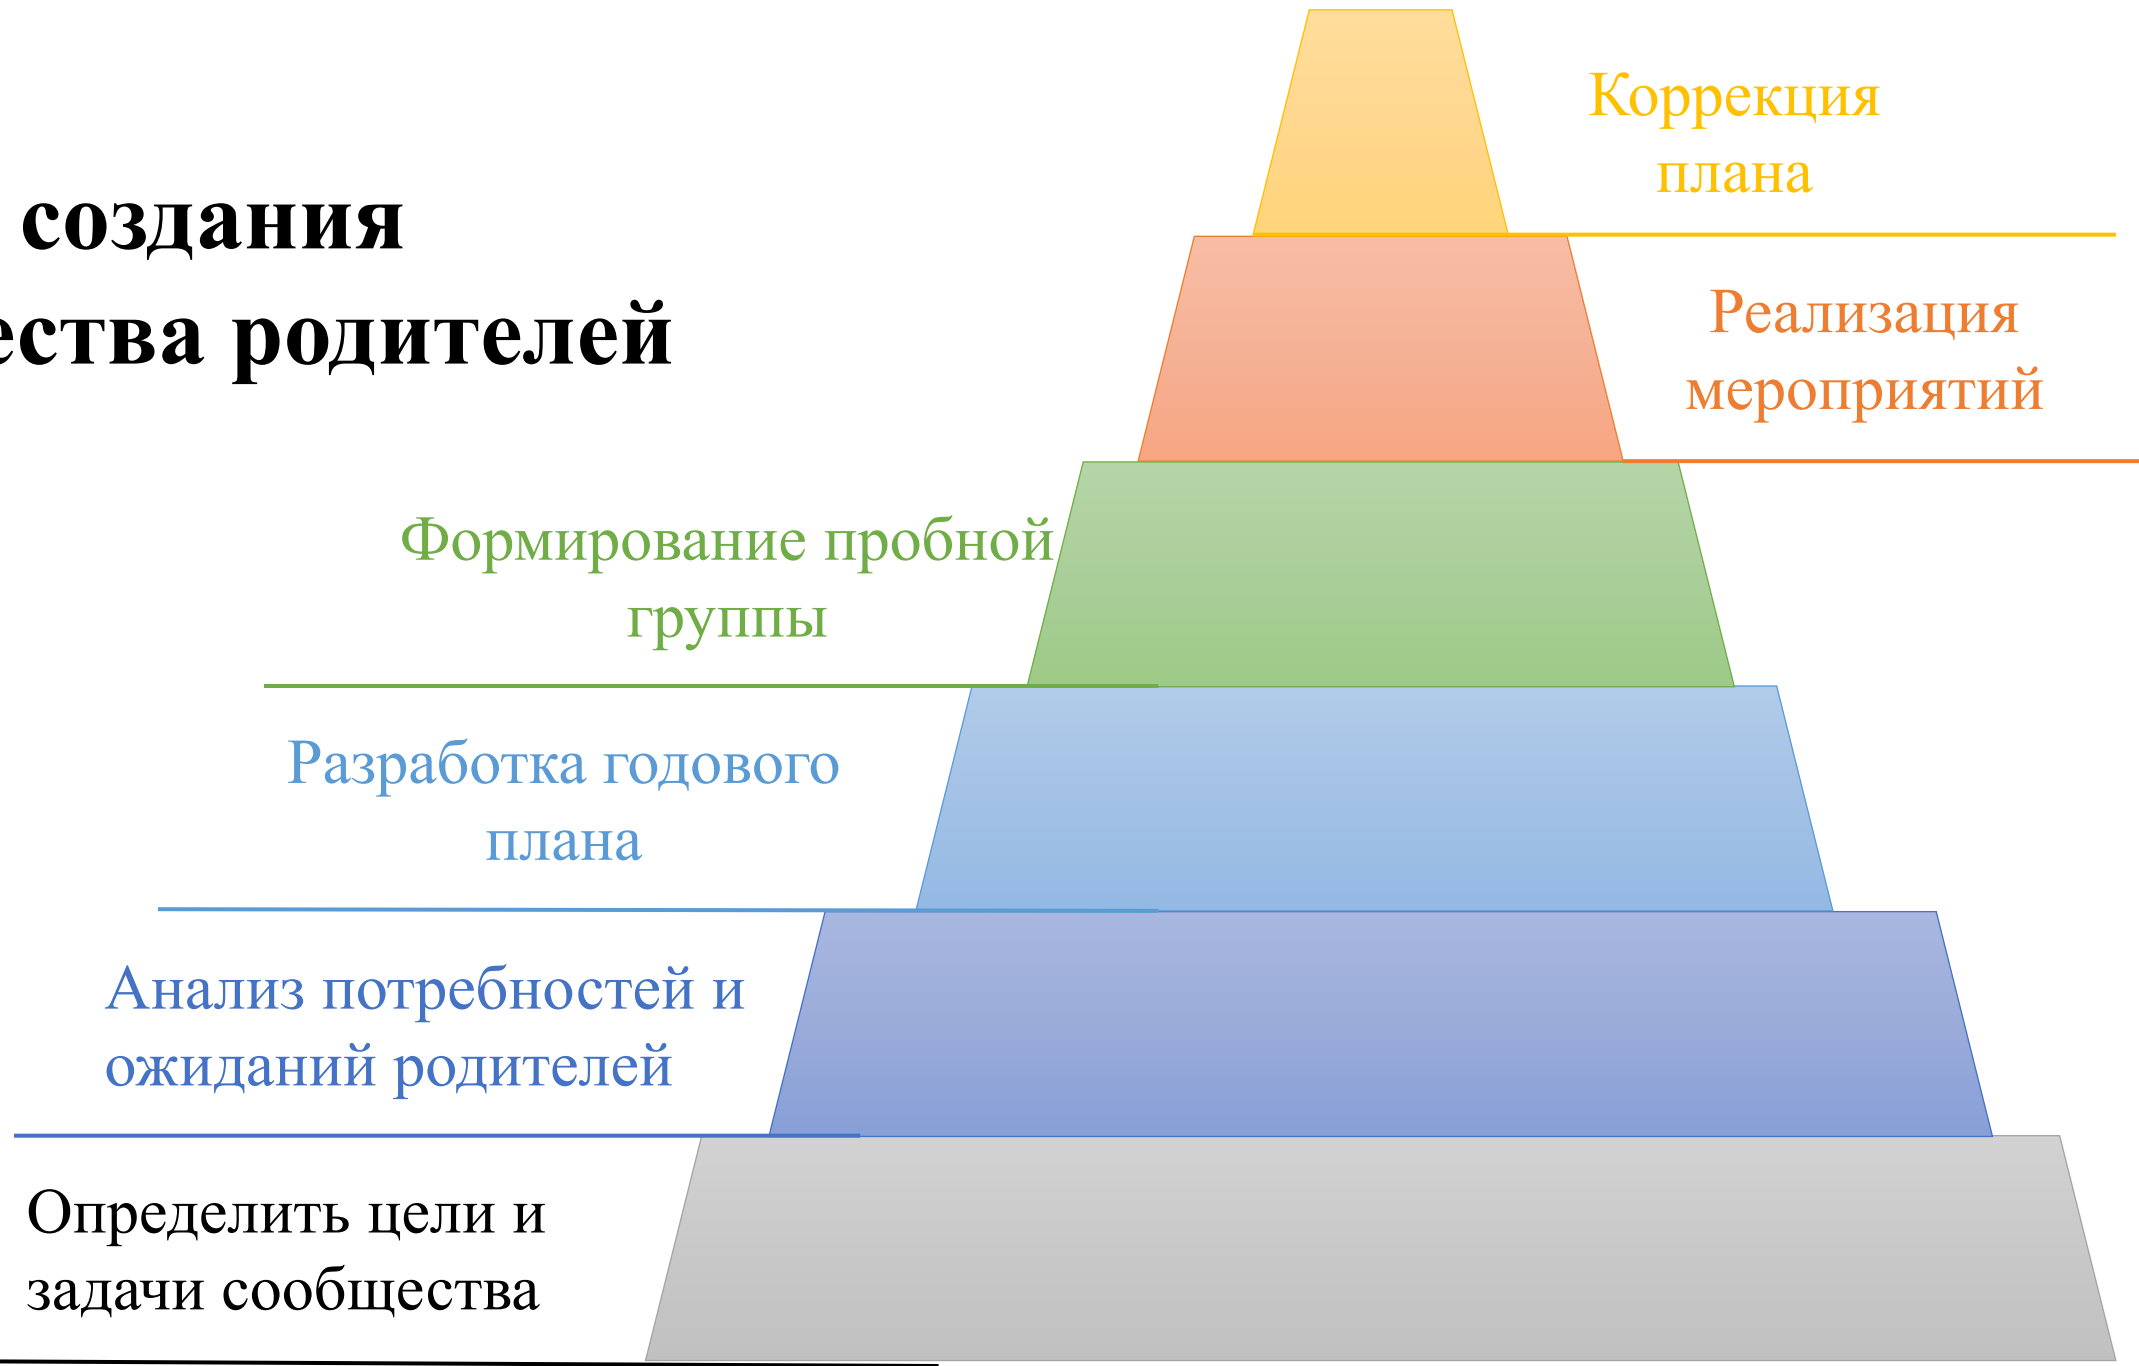 создания
ества родителей
Коррекция
плана
Реализация
мероприятий
Формирование пробной
группы
Разработка годового
плана
Анализ потребностей и
ожиданий родителей
Определить цели и
задачи сообщества